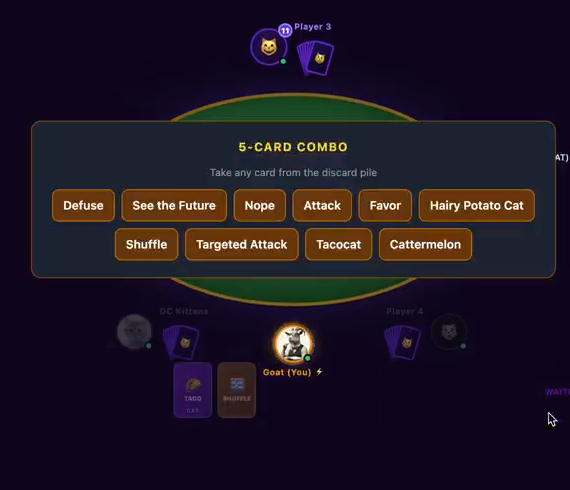 11 Player 3
5-CARD COMBO
AT)
Take any card from the discard pile
Defuse See the Future Nope Attack Favor Hairy Potato Cat
Shuffle Targeted Attack Tacocat Cattermelon
DC Kittens Player 4
Goat (You)
WAIT
TACO SHUFFLE
CAT